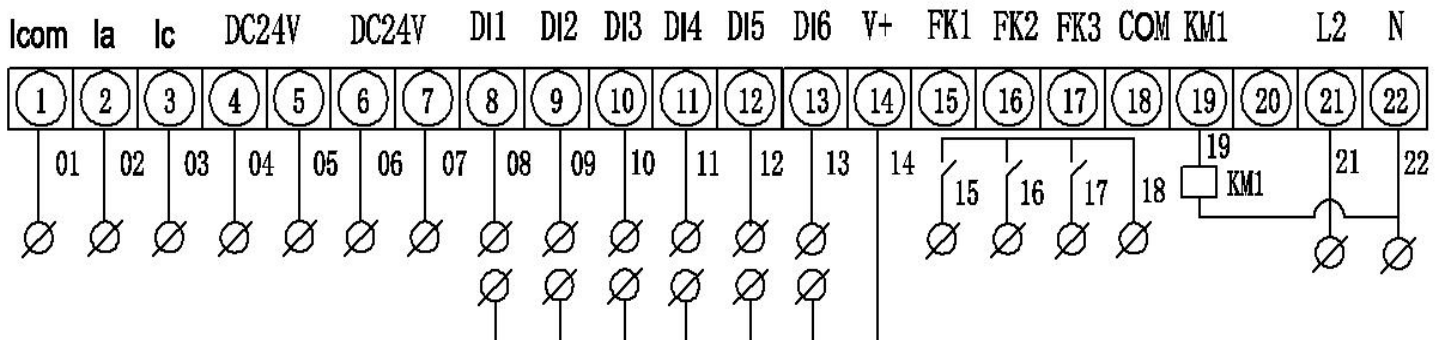 Icom Ia Ic DC24V DC24V DI1 DI2 DI3 DI4 DI5 DI6 V+ FK1 FK2 FK3 COM KM1 L2 N
1 2 3 4 5 6 7 8 9 10 11 12 13 14 15 16 17 18 19 20 21 22
01 02 03 04 05 06 07 08 09 10 11 12 13 14 15 16 17 18 19 21 22
KM1